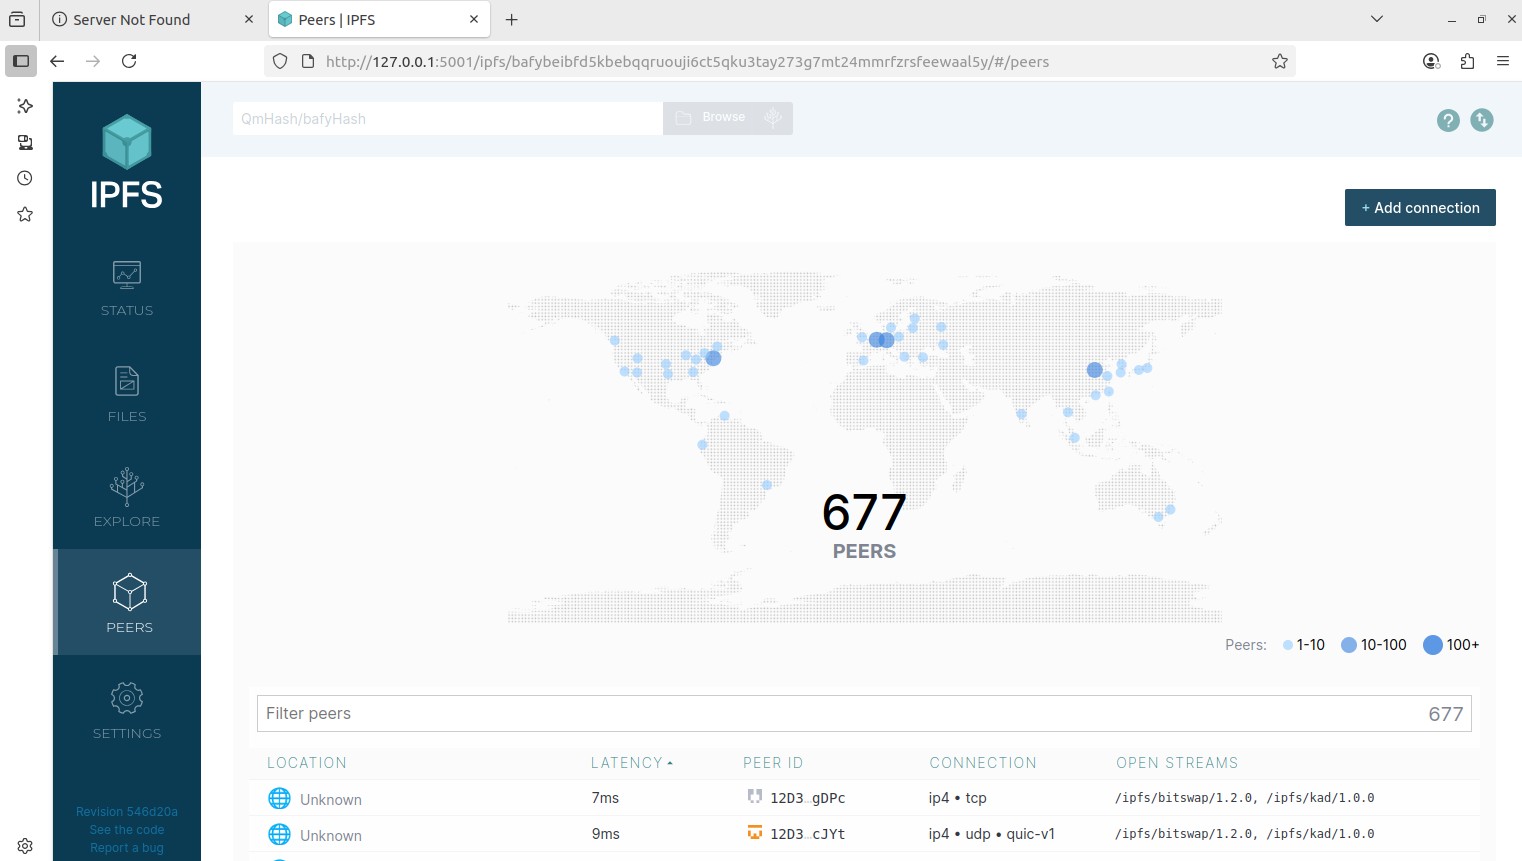 Server Not Found
Peers | IPFS
http://127.0.0.1:5001/ipfs/bafybeibfd5kbebqqruouji6ct5qku3tay273g7mt24mmrfzrsfeewaal5y/#/peers
IPFS
QmHash/bafyHash
Browse
?
+ Add connection
STATUS
FILES
EXPLORE
PEERS
SETTINGS
677
PEERS
Peers: 1-10 10-100 100+
Filter peers 677
LOCATION LATENCY PEER ID CONNECTION OPEN STREAMS
Unknown 7ms 12D3…gDPc ip4 • tcp /ipfs/bitswap/1.2.0, /ipfs/kad/1.0.0
Unknown 9ms 12D3…cJYt ip4 • udp • quic-v1 /ipfs/bitswap/1.2.0, /ipfs/kad/1.0.0
Revision 546d20a
See the code
Report a bug